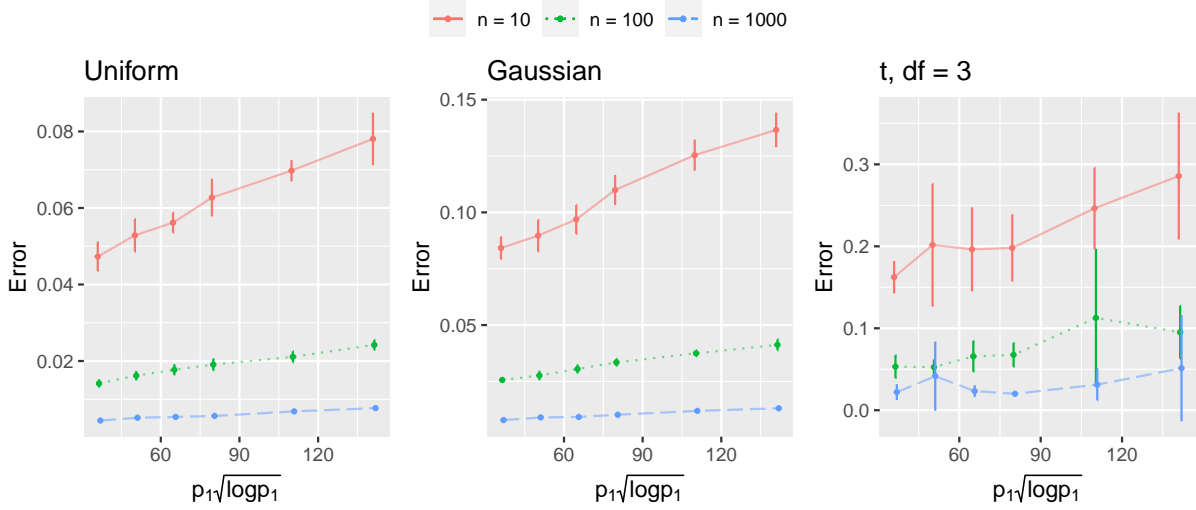 n = 10 n = 100 n = 1000
Uniform Gaussian t, df = 3
0.08
0.06
0.04
0.02
Error
60 90 120
p₁√logp₁
0.15
0.10
0.05
Error
60 90 120
p₁√logp₁
0.3
0.2
0.1
0.0
Error
60 90 120
p₁√logp₁